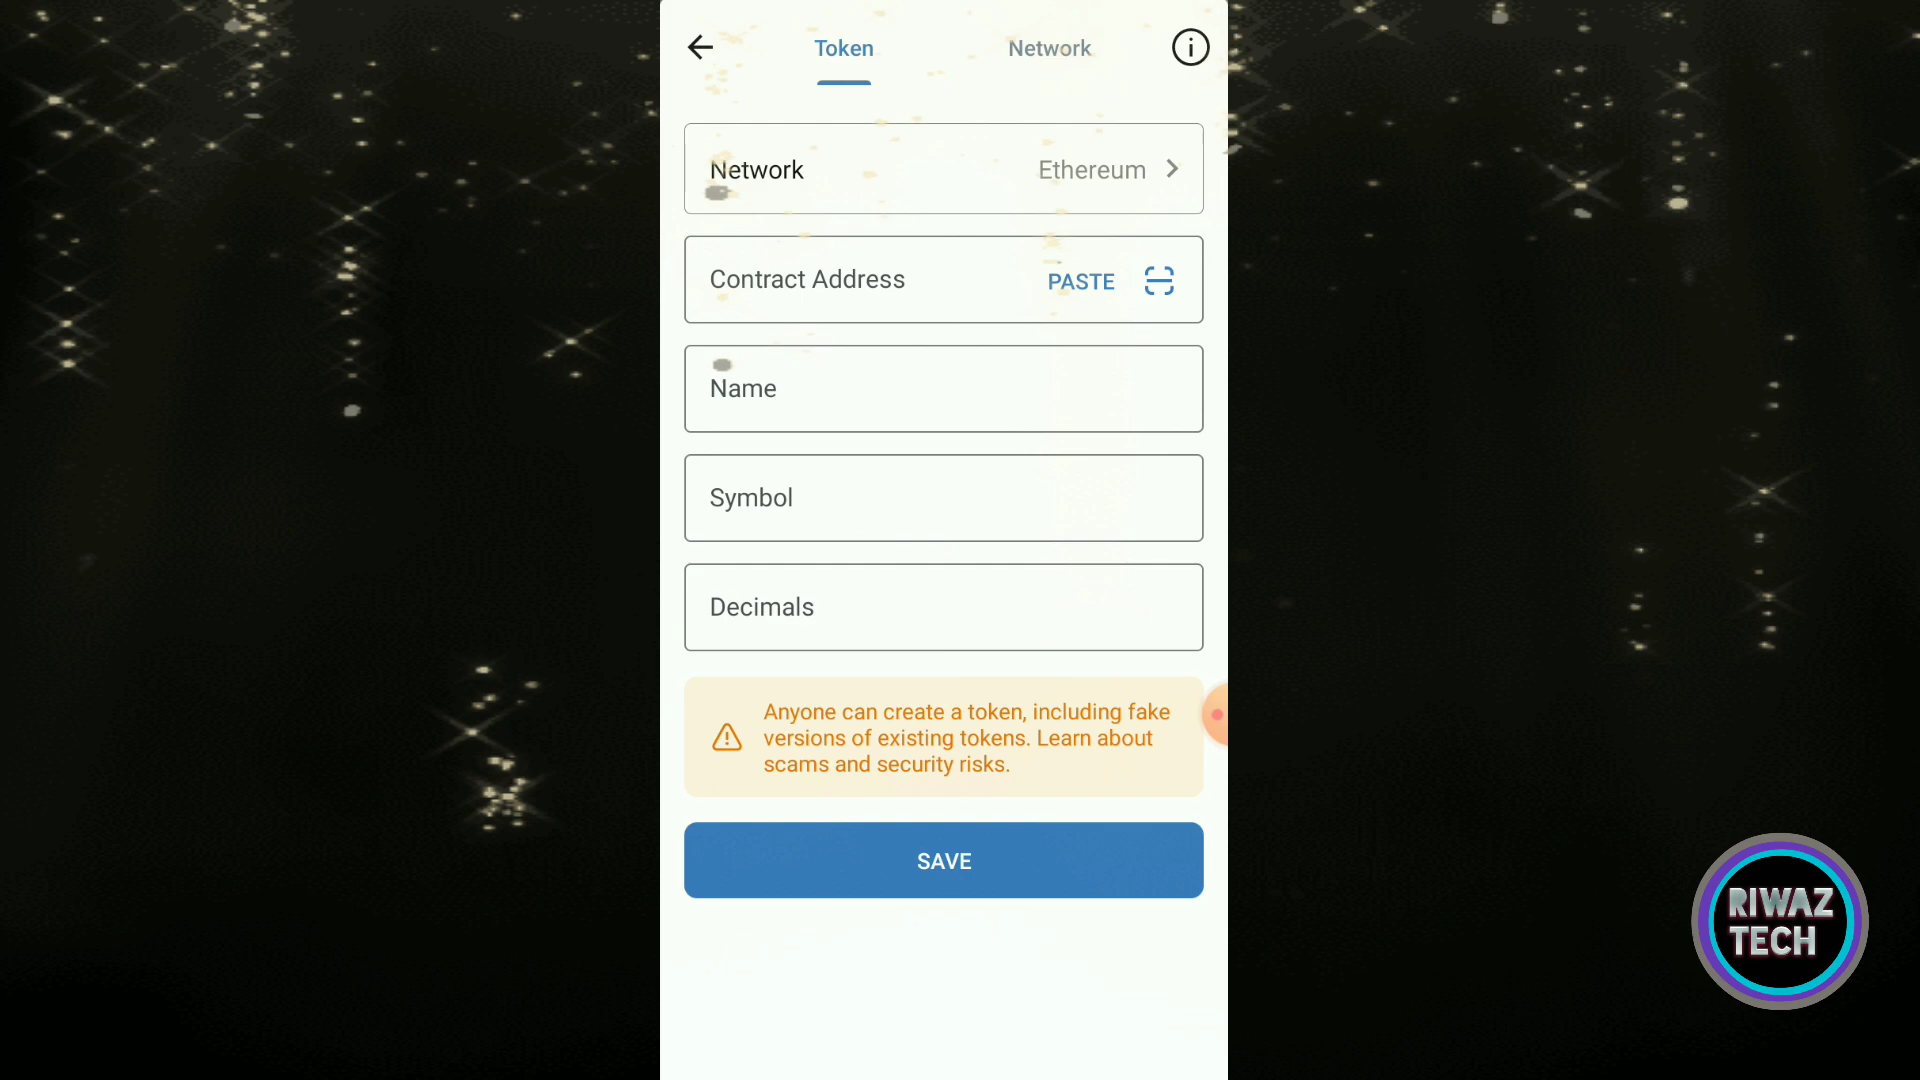 Token
Network
Network
Ethereum
Contract Address
PASTE
Name
Symbol
Decimals
Anyone can create a token, including fake
versions of existing tokens. Learn about
scams and security risks.
SAVE
RIWAZ
TECH